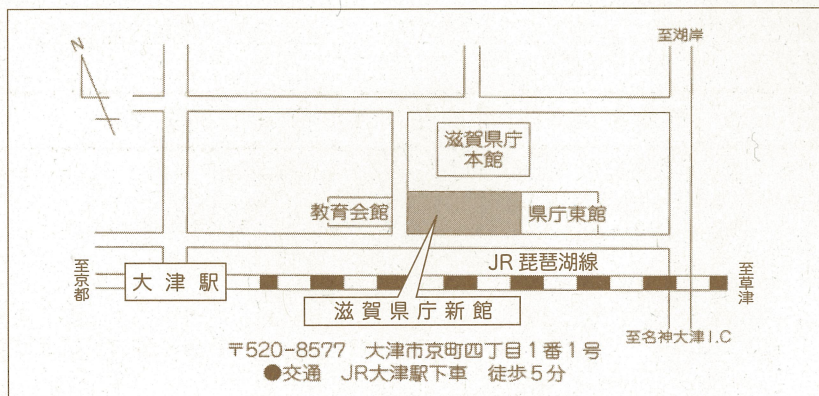 N
至湖岸
滋賀県庁
本館
教育会館
県庁東館
JR琵琶湖線
至京都
大津駅
至草津
滋賀県庁新館
至名神大津I.C
〒520-8577 大津市京町四丁目1番1号
●交通 JR大津駅下車 徒歩5分